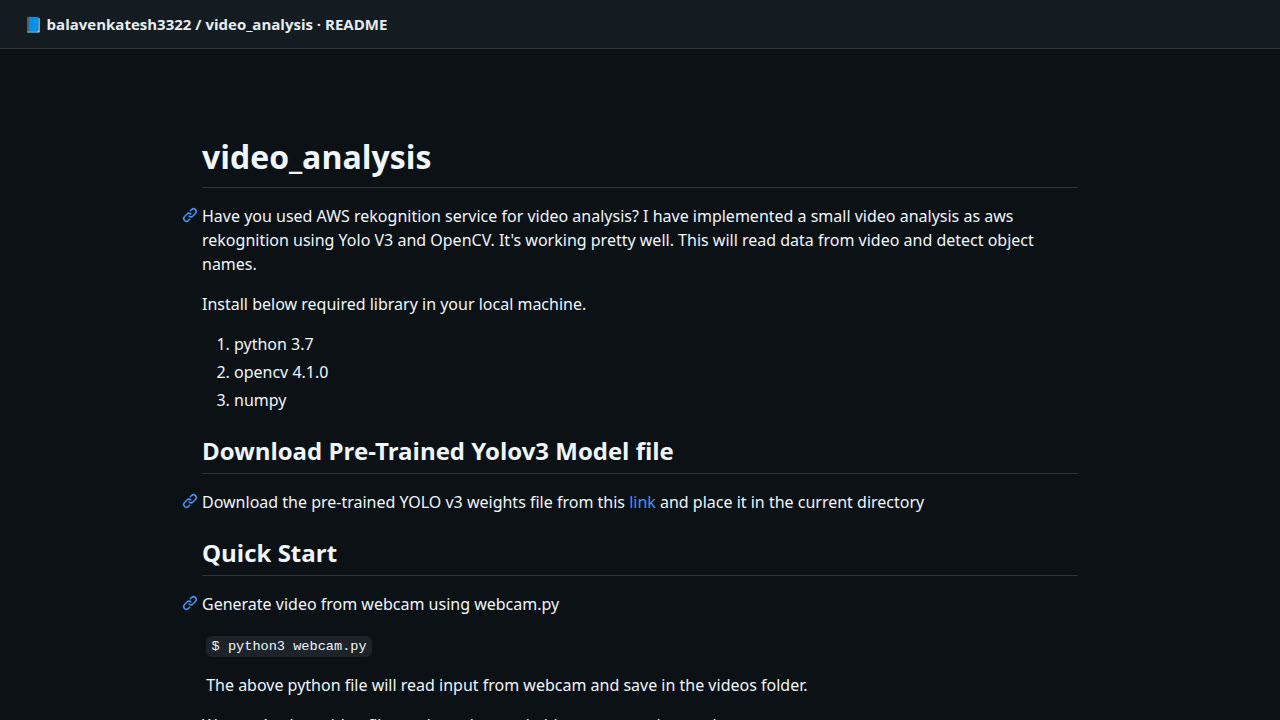 balavenkatesh3322 / video_analysis · README
video_analysis
Have you used AWS rekognition service for video analysis? I have implemented a small video analysis as aws
rekognition using Yolo V3 and OpenCV. It's working pretty well. This will read data from video and detect object
names.
Install below required library in your local machine.
1. python 3.7
2. opencv 4.1.0
3. numpy
Download Pre-Trained Yolov3 Model file
Download the pre-trained YOLO v3 weights file from this link and place it in the current directory
Quick Start
Generate video from webcam using webcam.py
$ python3 webcam.py
The above python file will read input from webcam and save in the videos folder.